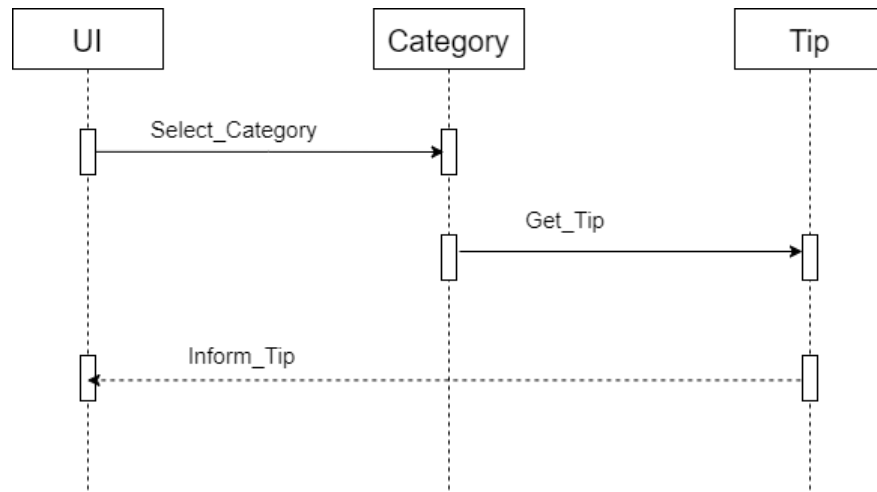 UI
Category
Tip
Select_Category
Get_Tip
Inform_Tip